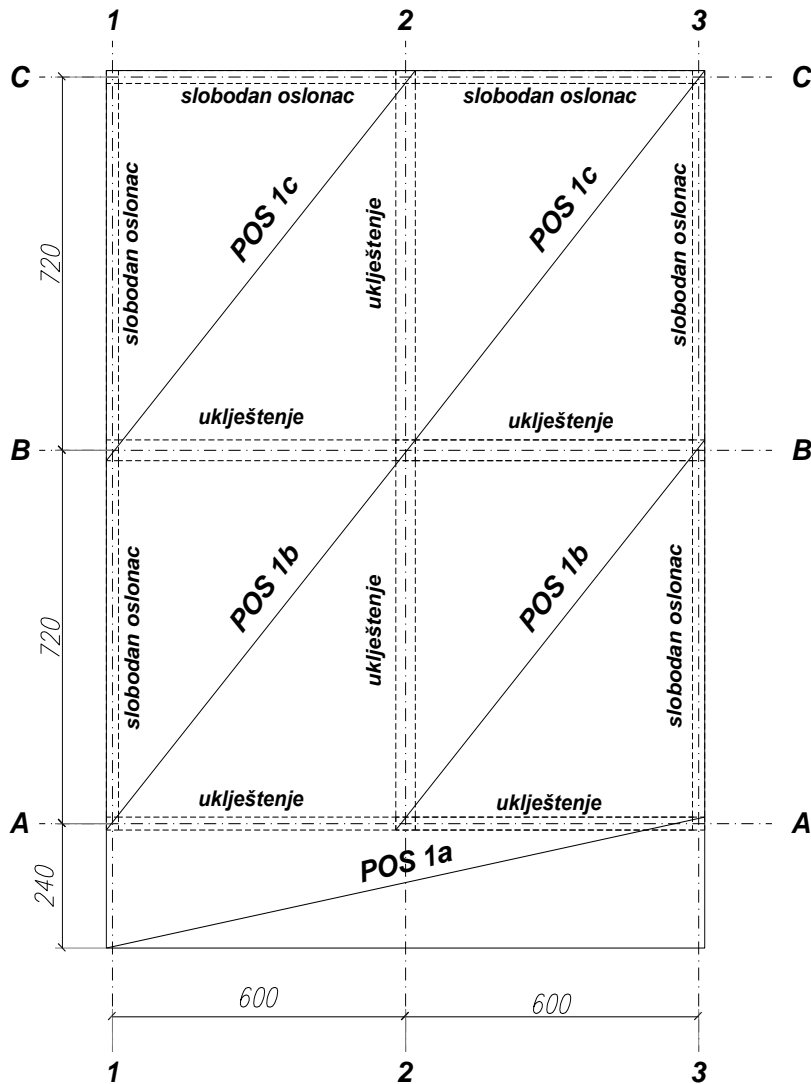 1 2 3
C C
slobodan oslonac slobodan oslonac
slobodan oslonac
POS 1c
uklještenje
POS 1c
slobodan oslonac
720
uklještenje uklještenje
B B
slobodan oslonac
POS 1b
uklještenje
POS 1b
slobodan oslonac
720
uklještenje uklještenje
A A
POS 1a
240
600 600
1 2 3